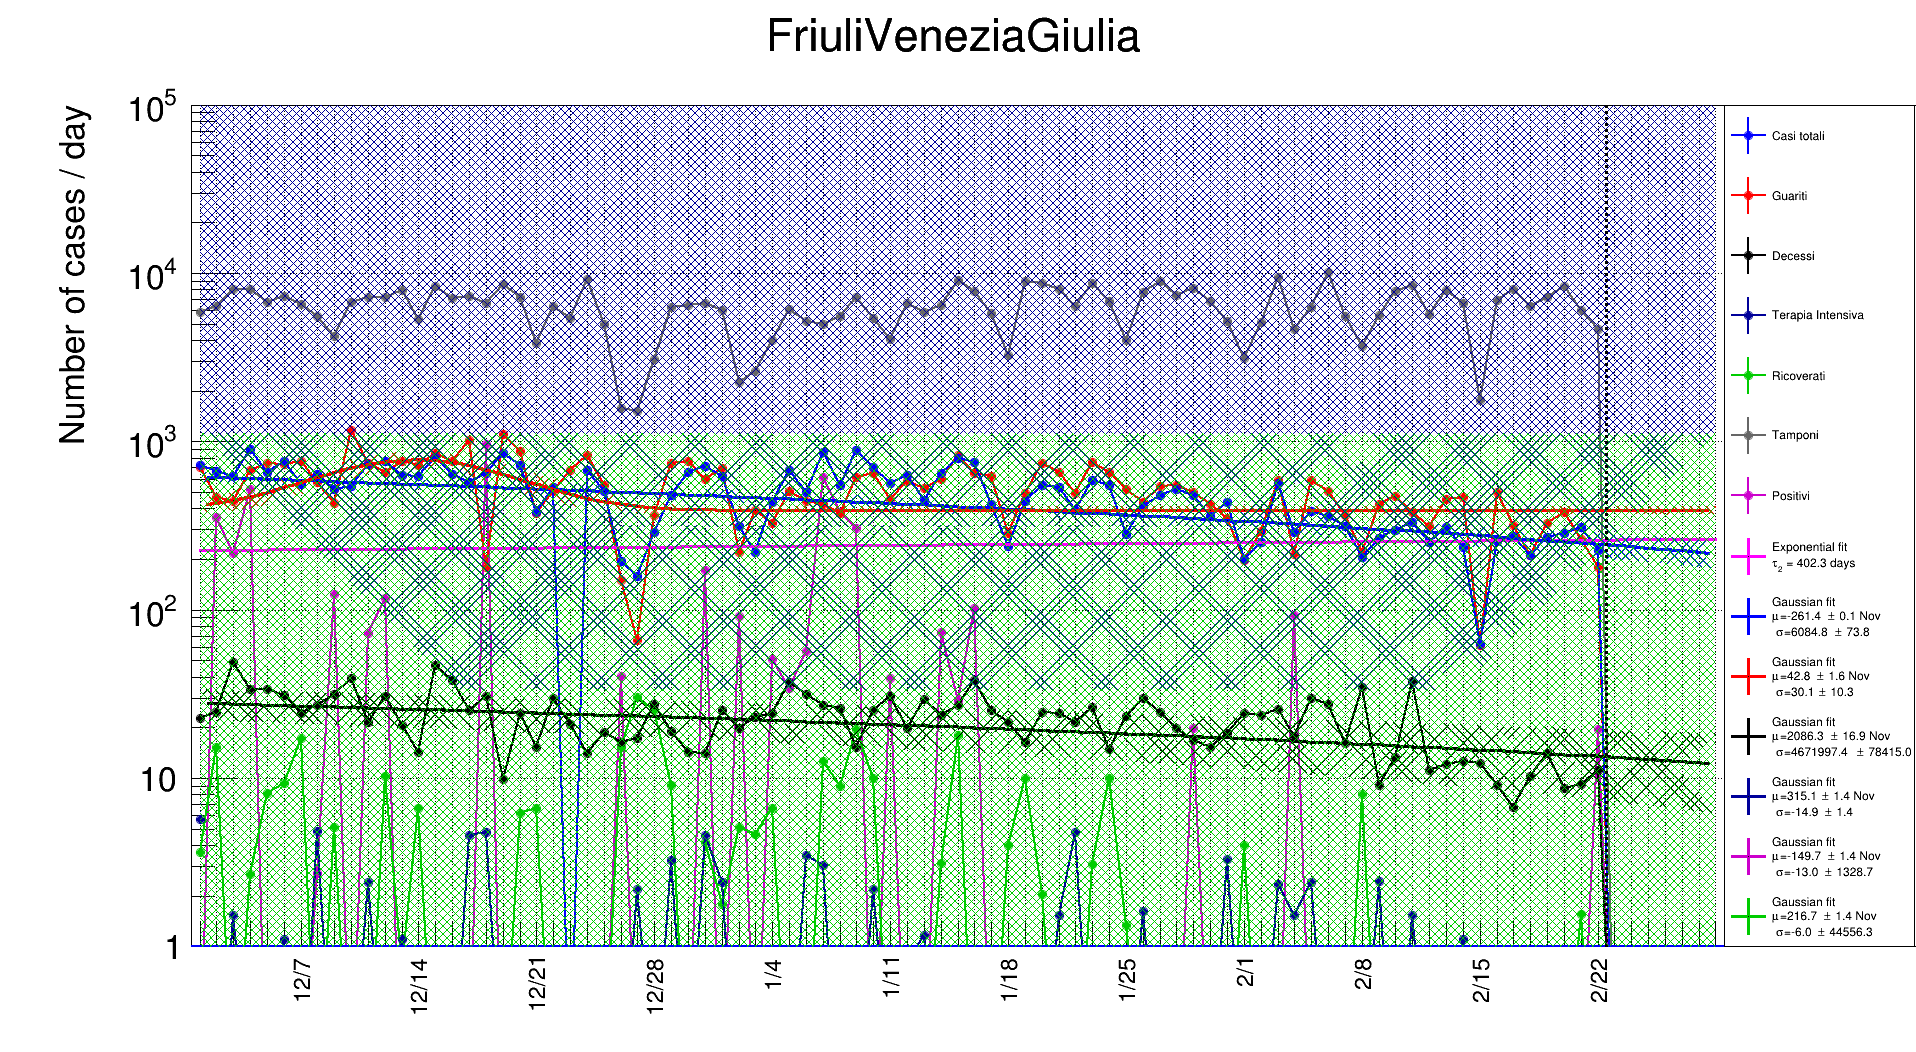 FriuliVeneziaGiulia
Number of cases / day
10^5
10^4
10^3
10^2
10
1
12/7
12/14
12/21
12/28
1/4
1/11
1/18
1/25
2/1
2/8
2/15
2/22
Casi totali
Guariti
Decessi
Terapia Intensiva
Ricoverati
Tamponi
Positivi
Exponential fit
τ2 = 402.3 days
Gaussian fit
μ=-261.4 ± 0.1 Nov
σ=6084.8 ± 73.8
Gaussian fit
μ=42.8 ± 1.6 Nov
σ=30.1 ± 10.3
Gaussian fit
μ=2086.3 ± 16.9 Nov
σ=4671997.4 ± 78415.0
Gaussian fit
μ=315.1 ± 1.4 Nov
σ=-14.9 ± 1.4
Gaussian fit
μ=-149.7 ± 1.4 Nov
σ=-13.0 ± 1328.7
Gaussian fit
μ=216.7 ± 1.4 Nov
σ=-6.0 ± 44556.3